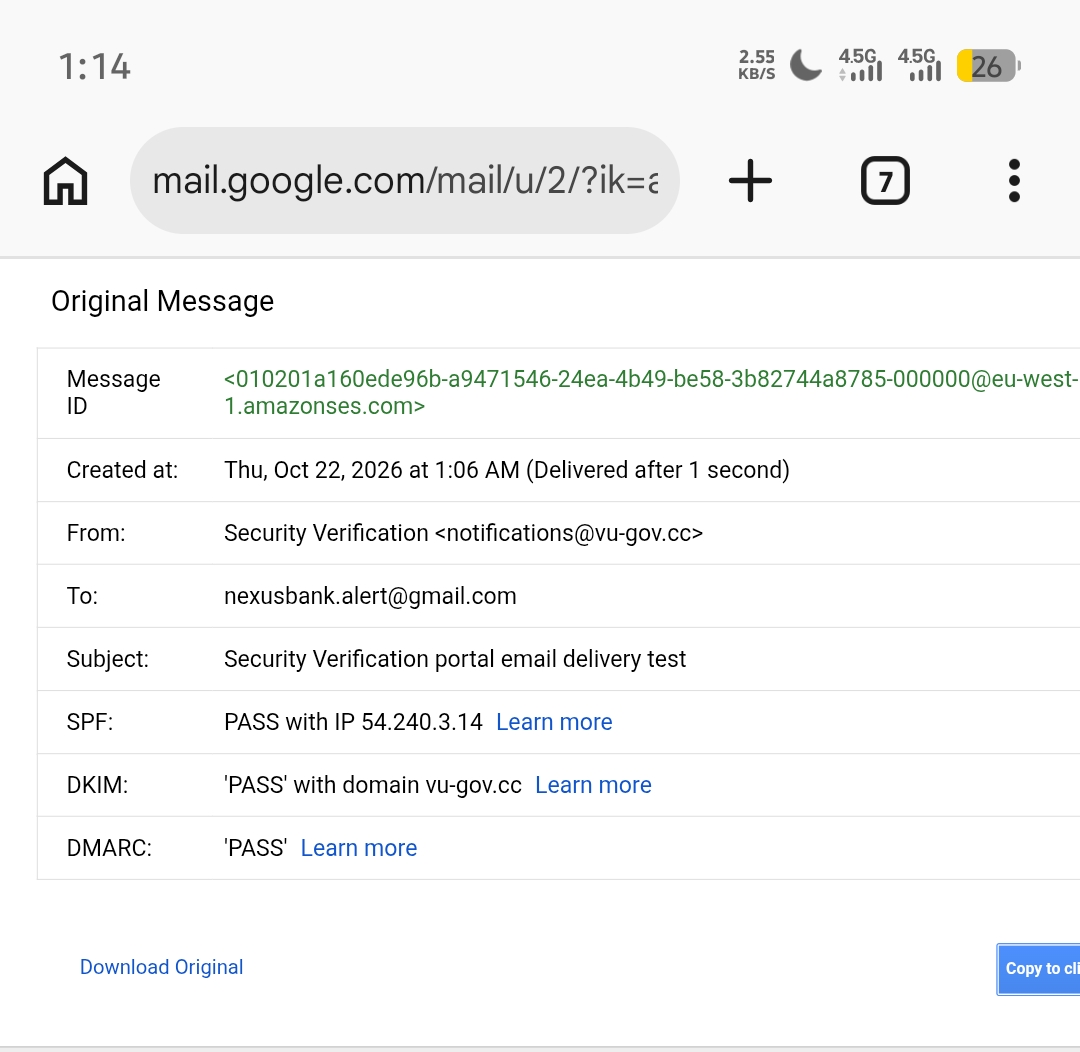 1:14
2.55
KB/S
4.5G
4.5G
26
mail.google.com/mail/u/2/?ik=
7
Original Message
Message
ID
<010201a160ede96b-a9471546-24ea-4b49-be58-3b82744a8785-000000@eu-west-
1.amazonses.com>
Created at: Thu, Oct 22, 2026 at 1:06 AM (Delivered after 1 second)
From: Security Verification <notifications@vu-gov.cc>
To: nexusbank.alert@gmail.com
Subject: Security Verification portal email delivery test
SPF: PASS with IP 54.240.3.14 Learn more
DKIM: 'PASS' with domain vu-gov.cc Learn more
DMARC: 'PASS' Learn more
Download Original
Copy to cli